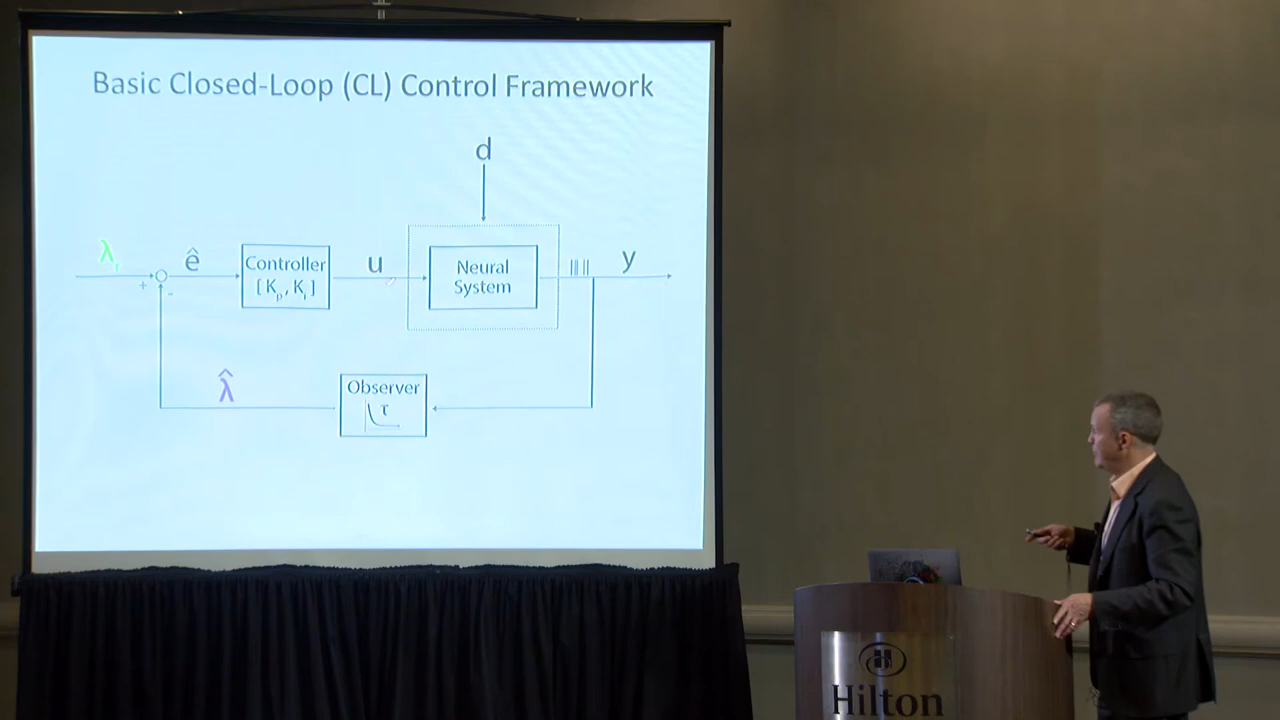 Basic Closed-Loop (CL) Control Framework
d
λr
ê
Controller
[ Kp, Ki ]
u
Neural
System
y
+
-
λ̂
Observer
τ
H
Hilton